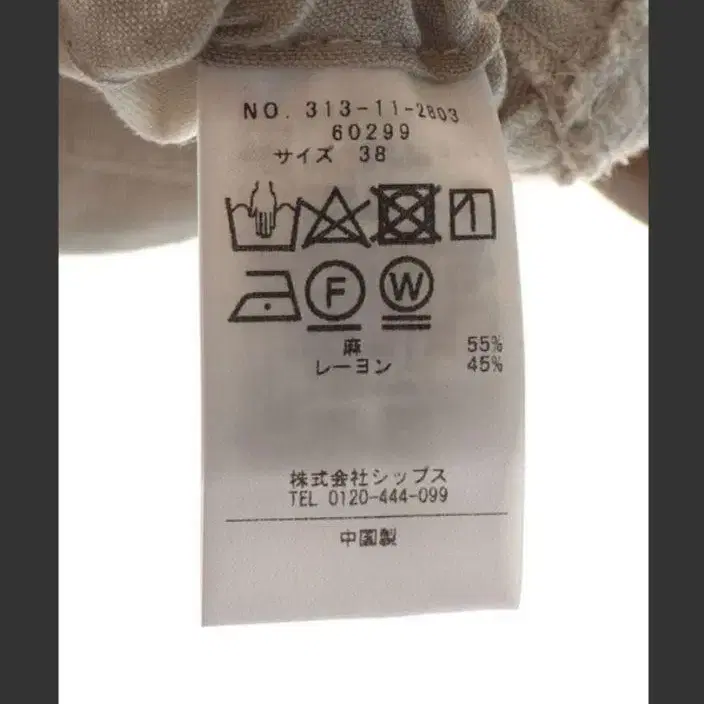 NO. 313-11-2803
60299
サイズ 38
F W
麻 55%
レーヨン 45%
株式会社シップス
TEL 0120-444-099
中国製